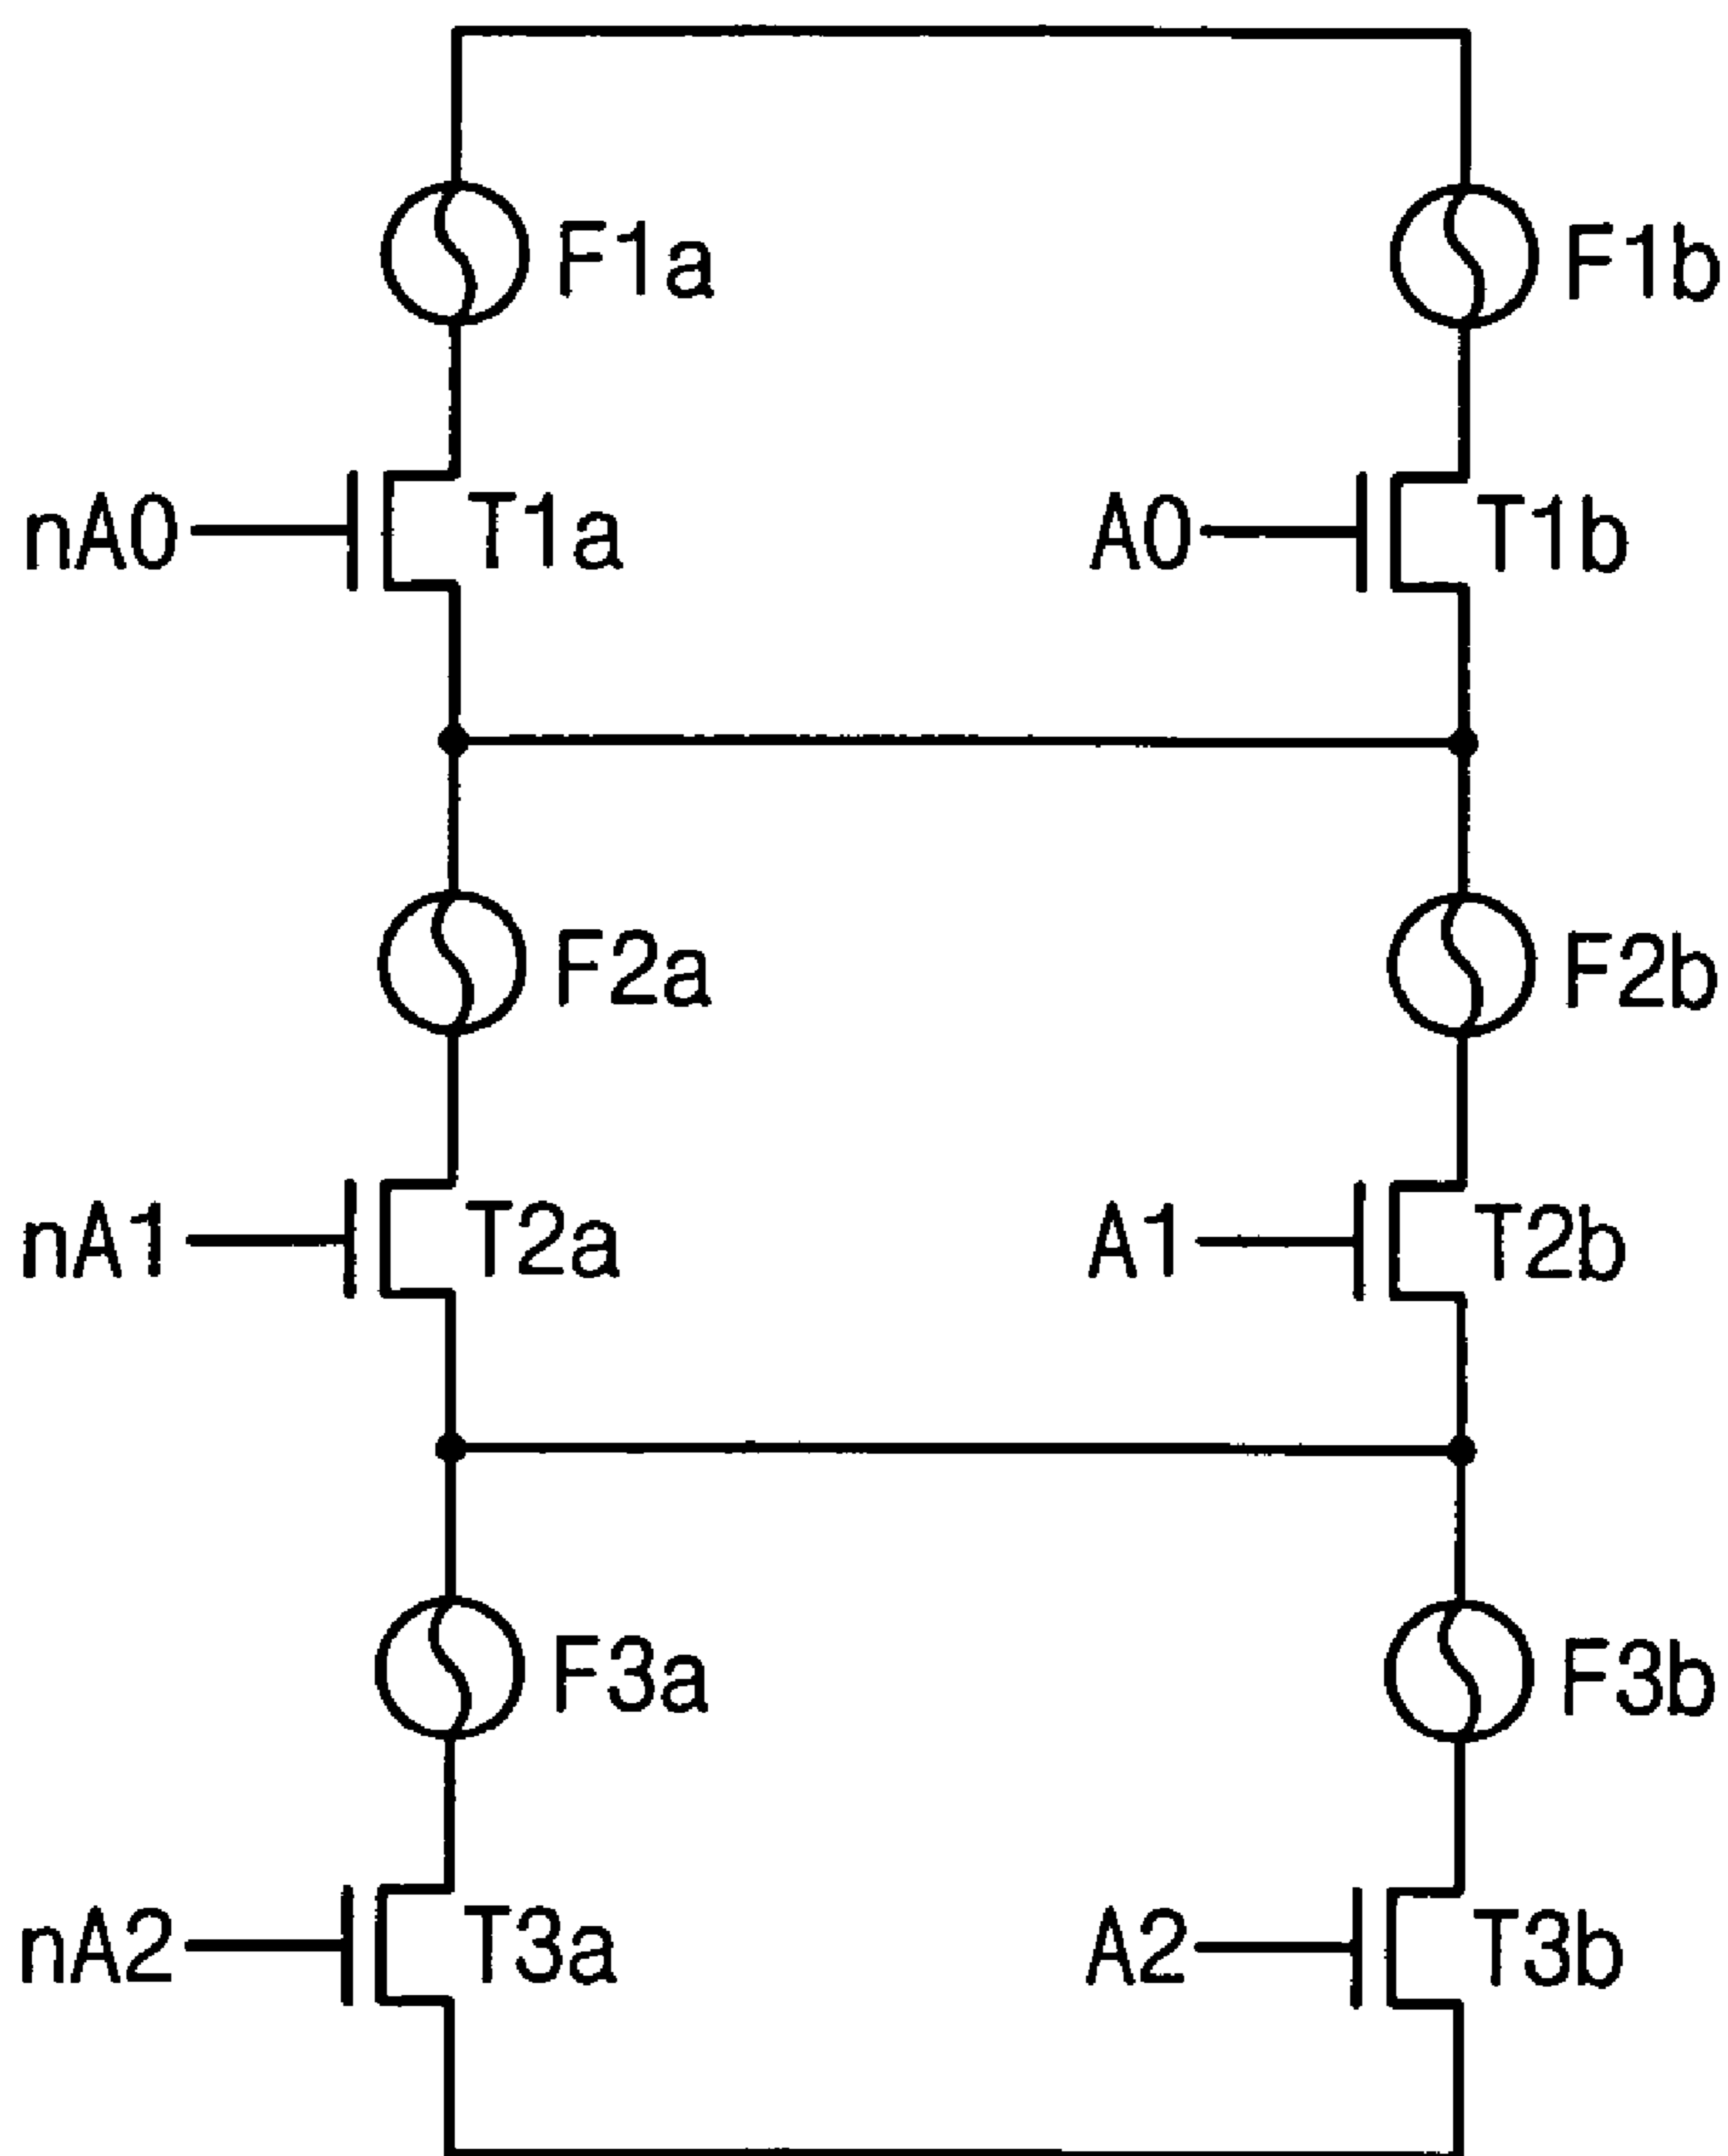 F1a F1b
nA0 T1a A0 T1b
F2a F2b
nA1 T2a A1 T2b
F3a F3b
nA2 T3a A2 T3b